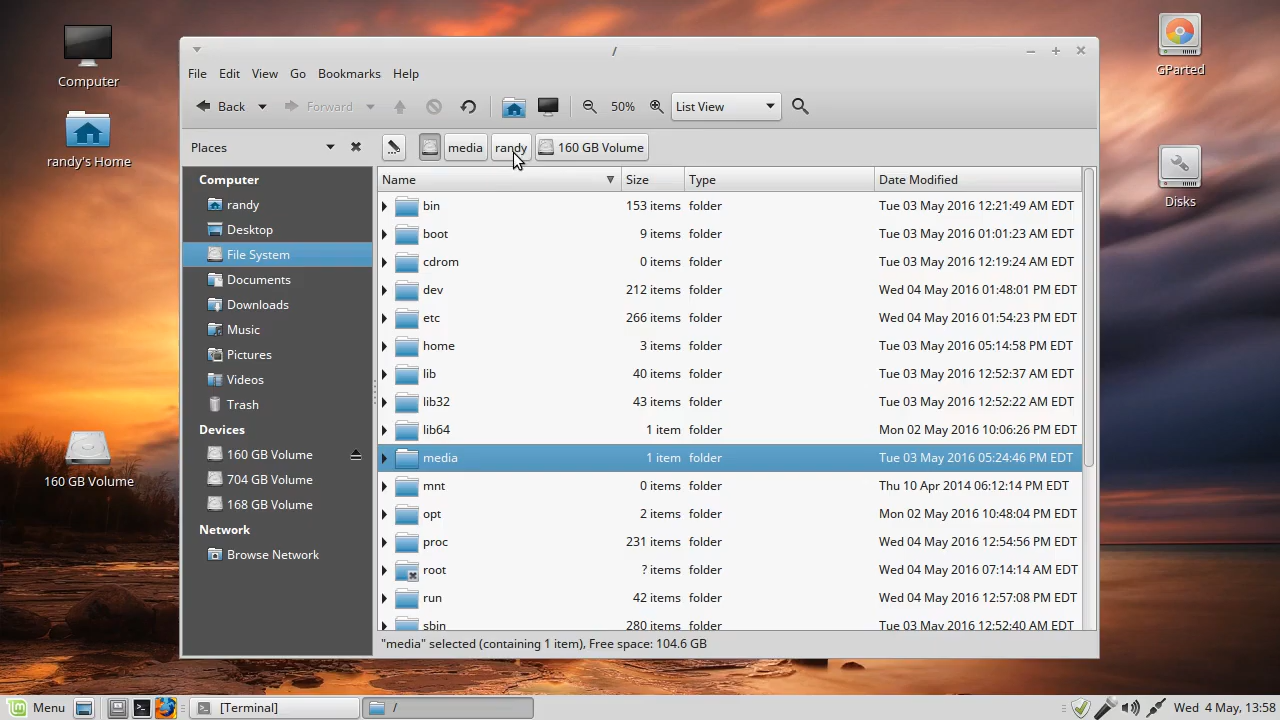 Computer
randy's Home
160 GB Volume
GParted
Disks
/
File Edit View Go Bookmarks Help
Back Forward 50% List View
Places
media randy 160 GB Volume
Computer
randy
Desktop
File System
Documents
Downloads
Music
Pictures
Videos
Trash
Devices
160 GB Volume
704 GB Volume
168 GB Volume
Network
Browse Network
Name Size Type Date Modified
bin 153 items folder Tue 03 May 2016 12:21:49 AM EDT
boot 9 items folder Tue 03 May 2016 01:01:23 AM EDT
cdrom 0 items folder Tue 03 May 2016 12:19:24 AM EDT
dev 212 items folder Wed 04 May 2016 01:48:01 PM EDT
etc 266 items folder Wed 04 May 2016 01:54:23 PM EDT
home 3 items folder Tue 03 May 2016 05:14:58 PM EDT
lib 40 items folder Tue 03 May 2016 12:52:37 AM EDT
lib32 43 items folder Tue 03 May 2016 12:52:22 AM EDT
lib64 1 item folder Mon 02 May 2016 10:06:26 PM EDT
media 1 item folder Tue 03 May 2016 05:24:46 PM EDT
mnt 0 items folder Thu 10 Apr 2014 06:12:14 PM EDT
opt 2 items folder Mon 02 May 2016 10:48:04 PM EDT
proc 231 items folder Wed 04 May 2016 12:54:56 PM EDT
root ? items folder Wed 04 May 2016 07:14:14 AM EDT
run 42 items folder Wed 04 May 2016 12:57:08 PM EDT
sbin 280 items folder Tue 03 May 2016 12:52:40 AM EDT
"media" selected (containing 1 item), Free space: 104.6 GB
Menu [Terminal] / Wed 4 May, 13:58